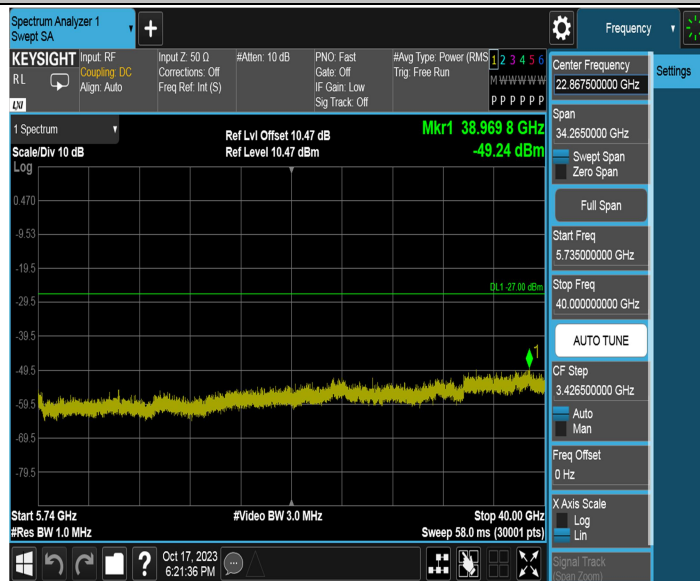 Spectrum Analyzer 1
Swept SA
+
Frequency
KEYSIGHT
RL
LXI
Input: RF
Coupling: DC
Align: Auto
Input Z: 50 Ω
Corrections: Off
Freq Ref: Int (S)
#Atten: 10 dB
PNO: Fast
Gate: Off
IF Gain: Low
Sig Track: Off
#Avg Type: Power (RMS
Trig: Free Run
1 2 3 4 5 6
M W W W W W
P P P P P P
1 Spectrum
Scale/Div 10 dB
Log
Ref Lvl Offset 10.47 dB
Ref Level 10.47 dBm
Mkr1 38.969 8 GHz
-49.24 dBm
0.470
-9.53
-19.5
-29.5
-39.5
-49.5
-59.5
-69.5
-79.5
DL1 -27.00 dBm
1
Start 5.74 GHz
#Res BW 1.0 MHz
#Video BW 3.0 MHz
Stop 40.00 GHz
Sweep 58.0 ms (30001 pts)
Center Frequency
22.867500000 GHz
Span
34.2650000 GHz
Swept Span
Zero Span
Full Span
Start Freq
5.735000000 GHz
Stop Freq
40.000000000 GHz
AUTO TUNE
CF Step
3.426500000 GHz
Auto
Man
Freq Offset
0 Hz
X Axis Scale
Log
Lin
Signal Track
(Span Zoom)
Settings
?
Oct 17, 2023
6:21:36 PM